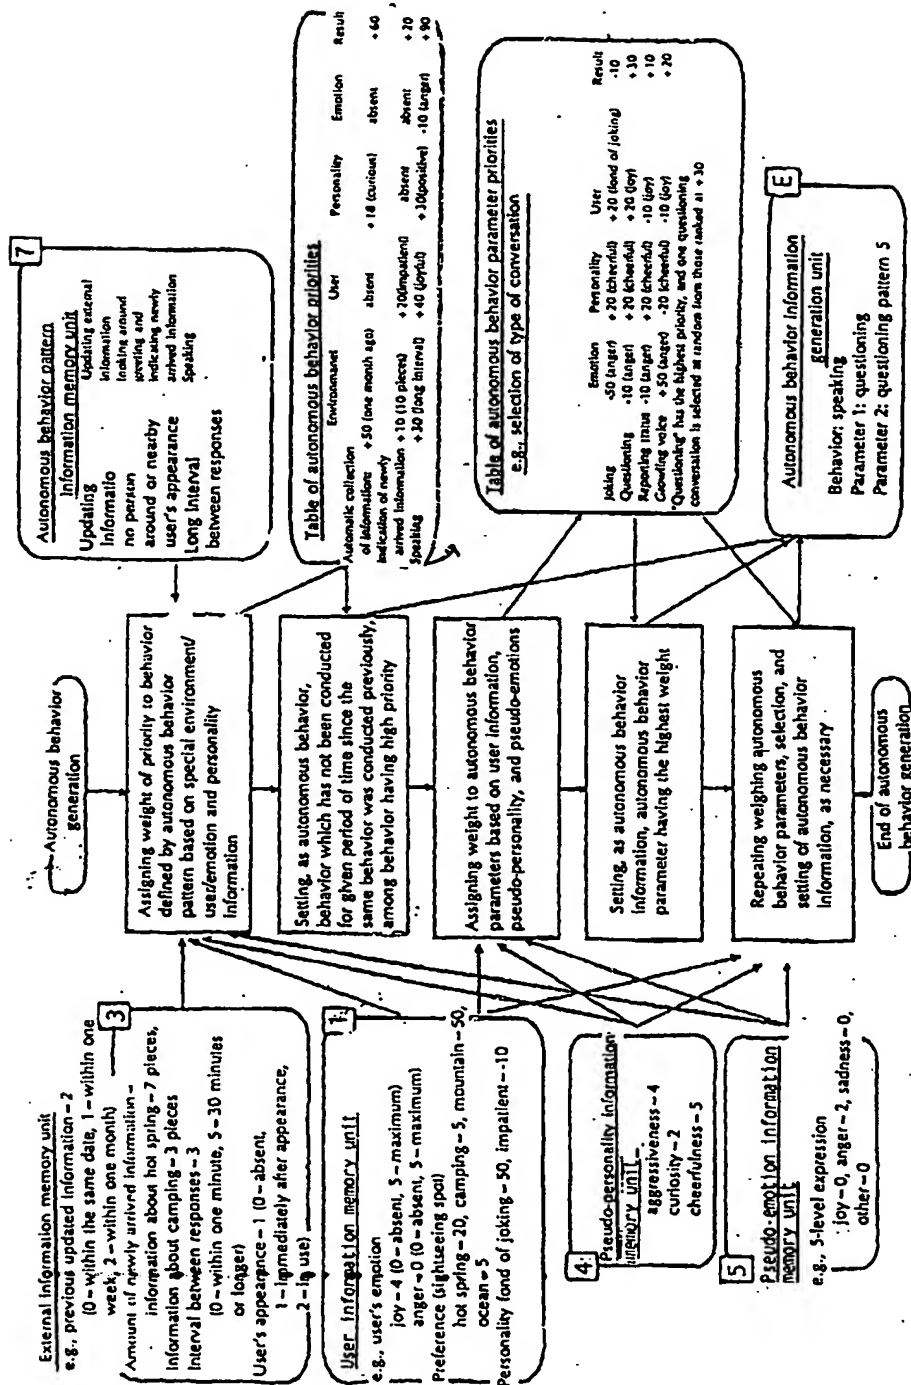 External information memory unit
e.g., previous updated information=2
(0=within the same date, 1=within one
week, 2=within one month)
3
Amount of newly arrived information=
information about hot spring=7 pieces,
Information about camping=3 pieces
Interval between responses=3
(0=within one minute, 5=30 minutes
or longer)
User's appearance=1 (0=absent,
1=immediately after appearance,
2=in use)
1
User information memory unit
e.g., user's emotion
joy=4 (0=absent, 5=maximum)
anger=0 (0=absent, 5=maximum)
Preference (sightseeing spot)
hot spring=20, camping=5, mountain=50,
ocean=5
Personality fond of joking=50, impatient=-10
4
Pseudo-personality information
memory unit=
aggressiveness=4
curiosity=2
cheerfulness=5
5
Pseudo-emotion information
memory unit
e.g., 5-level expression
joy=0, anger=2, sadness=0,
other=0
Autonomous behavior
generation
Assigning weight of priority to behavior
defined by autonomous behavior
pattern based on special environment/
user/emotion and personality
information
Setting, as autonomous behavior,
behavior which has not been conducted
for given period of time since the
same behavior was conducted previously,
among behavior having high priority
Assigning weight to autonomous behavior
parameters based on user information,
pseudo-personality, and pseudo-emotions
Setting, as autonomous behavior
information, autonomous behavior
parameter having the highest weight
Repeating weighing autonomous
behavior parameters, selection, and
setting of autonomous behavior
information, as necessary
End of autonomous
behavior generation
7
Autonomous behavior pattern
Information memory unit
Updating Updating external
Informatio Information
no person looking around
around or nearby greeting and
user's appearance indicating newly
Long Interval arrived information
between responses Speaking
Table of autonomous behavior priorities
Environmanet User Personality Emotion Result
Automatic collection
of Informations +50 (one month ago) absent +18 (curious) absent +60
Indication of newly
arrived Information +10 (10 pieces) +20(Impatient) absent absent +20
Speaking +30 (long Interval) +40 (joyful) +30(positive) -10 (anger) +90
Table of autonomous behavior parameter priorities
e.g., selection of type of conversation
Emotion Personality User Result
Joking -50 (anger) +20 (cheerful) +20 (fond of joking) -10
Questioning -10 (anger) +20 (cheerful) +20 (joy) +30
Reporting status -10 (anger) +20 (cheerful) -10 (joy) +10
Growling voice +50 (anger) -20 (cheerful) -10 (joy) +20
"Questioning" has the highest priority, and one questioning
conversation is selected at random from those ranked at +30
E
Autonomous behavior Information
generation unit
Behavior: speaking
Parameter 1: questioning
Parameter 2: questioning pattern 5